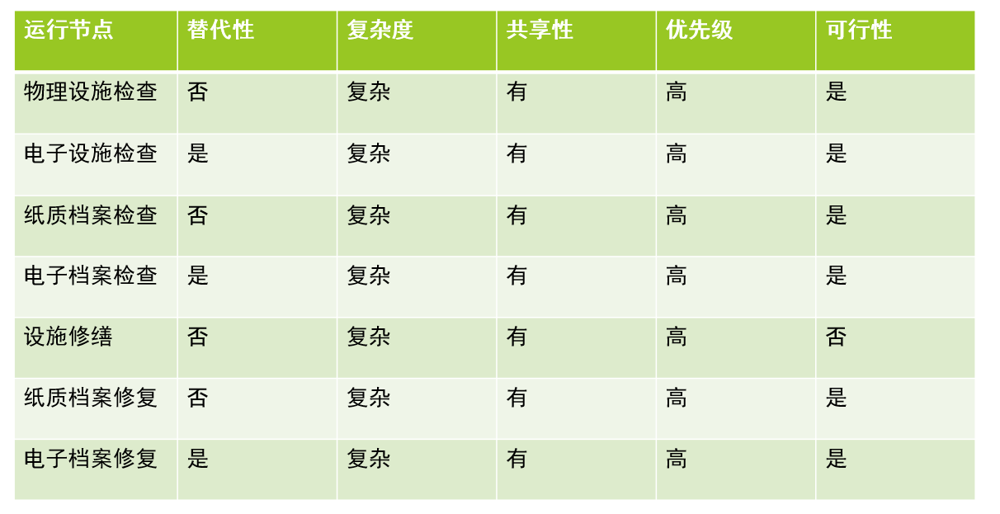 运行节点 替代性 复杂度 共享性 优先级 可行性
物理设施检查 否 复杂 有 高 是
电子设施检查 是 复杂 有 高 是
纸质档案检查 否 复杂 有 高 是
电子档案检查 是 复杂 有 高 是
设施修缮 否 复杂 有 高 否
纸质档案修复 否 复杂 有 高 是
电子档案修复 是 复杂 有 高 是